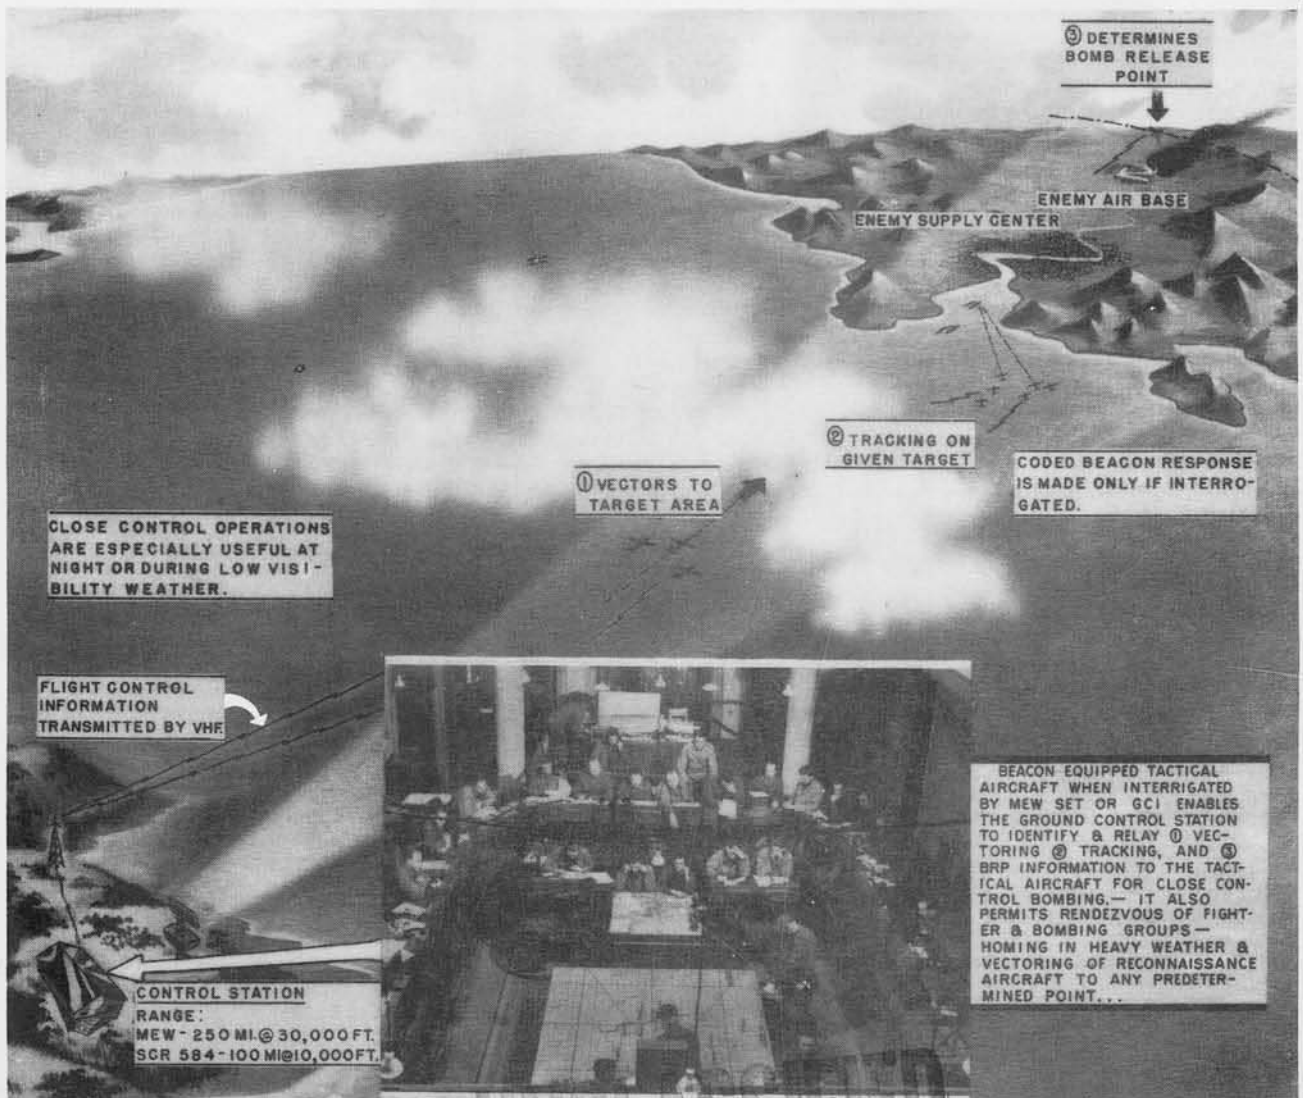 ③ DETERMINES
BOMB RELEASE
POINT
ENEMY AIR BASE
ENEMY SUPPLY CENTER
② TRACKING ON
GIVEN TARGET
CODED BEACON RESPONSE
IS MADE ONLY IF INTERRO-
GATED.
① VECTORS TO
TARGET AREA
CLOSE CONTROL OPERATIONS
ARE ESPECIALLY USEFUL AT
NIGHT OR DURING LOW VISI-
BILITY WEATHER.
FLIGHT CONTROL
INFORMATION
TRANSMITTED BY VHF.
BEACON EQUIPPED TACTICAL
AIRCRAFT WHEN INTERRIGATED
BY MEW SET OR GCI ENABLES
THE GROUND CONTROL STATION
TO IDENTIFY & RELAY ① VEC-
TORING ② TRACKING, AND ③
BRP INFORMATION TO THE TACT-
ICAL AIRCRAFT FOR CLOSE CON-
TROL BOMBING.— IT ALSO
PERMITS RENDEZVOUS OF FIGHT-
ER & BOMBING GROUPS—
HOMING IN HEAVY WEATHER &
VECTORING OF RECONNAISSANCE
AIRCRAFT TO ANY PREDETER-
MINED POINT...
CONTROL STATION
RANGE:
MEW-250 MI.@ 30,000 FT.
SCR 584-100 MI@10,000FT.